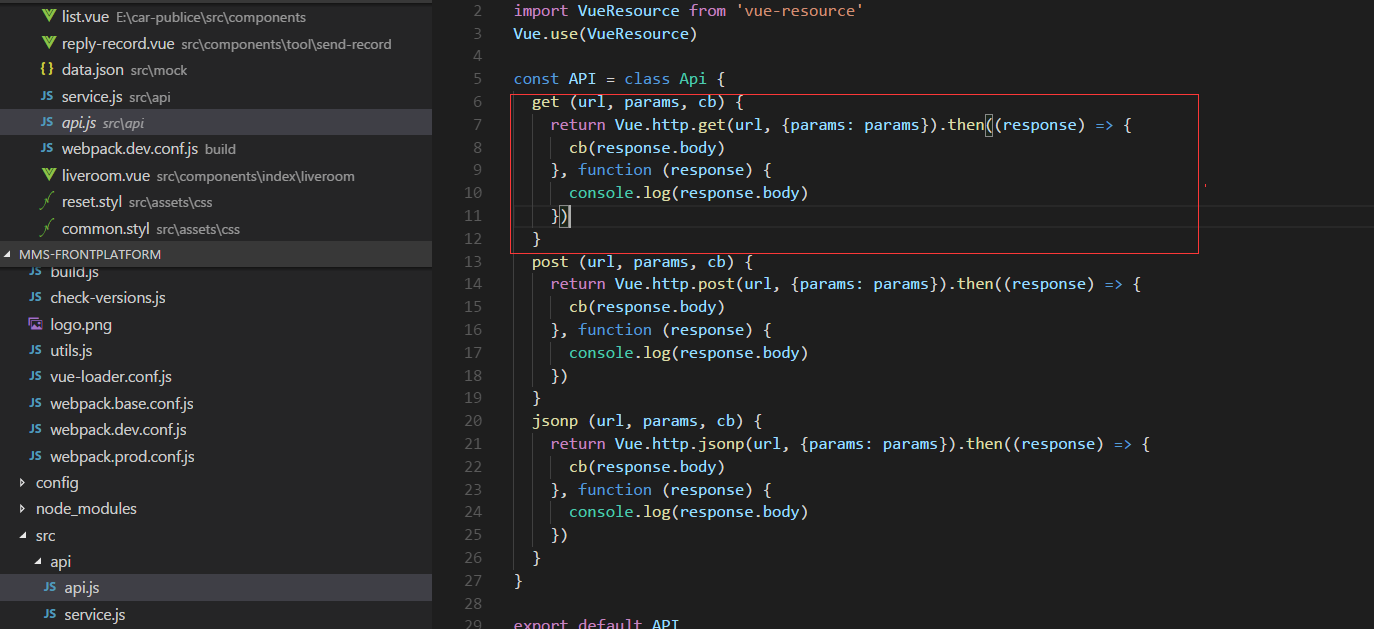 list.vue E:\car-publice\src\components
reply-record.vue src\components\tool\send-record
{} data.json src\mock
JS service.js src\api
JS api.js src\api
JS webpack.dev.conf.js build
liveroom.vue src\components\index\liveroom
reset.styl src\assets\css
common.styl src\assets\css
MMS-FRONTPLATFORM
JS build.js
JS check-versions.js
logo.png
JS utils.js
JS vue-loader.conf.js
JS webpack.base.conf.js
JS webpack.dev.conf.js
JS webpack.prod.conf.js
config
node_modules
src
api
JS api.js
JS service.js
2 import VueResource from 'vue-resource'
3 Vue.use(VueResource)
4
5 const API = class Api {
6 get (url, params, cb) {
7 return Vue.http.get(url, {params: params}).then((response) => {
8 cb(response.body)
9 }, function (response) {
10 console.log(response.body)
11 })
12 }
13 post (url, params, cb) {
14 return Vue.http.post(url, {params: params}).then((response) => {
15 cb(response.body)
16 }, function (response) {
17 console.log(response.body)
18 })
19 }
20 jsonp (url, params, cb) {
21 return Vue.http.jsonp(url, {params: params}).then((response) => {
22 cb(response.body)
23 }, function (response) {
24 console.log(response.body)
25 })
26 }
27 }
28
29 export default API